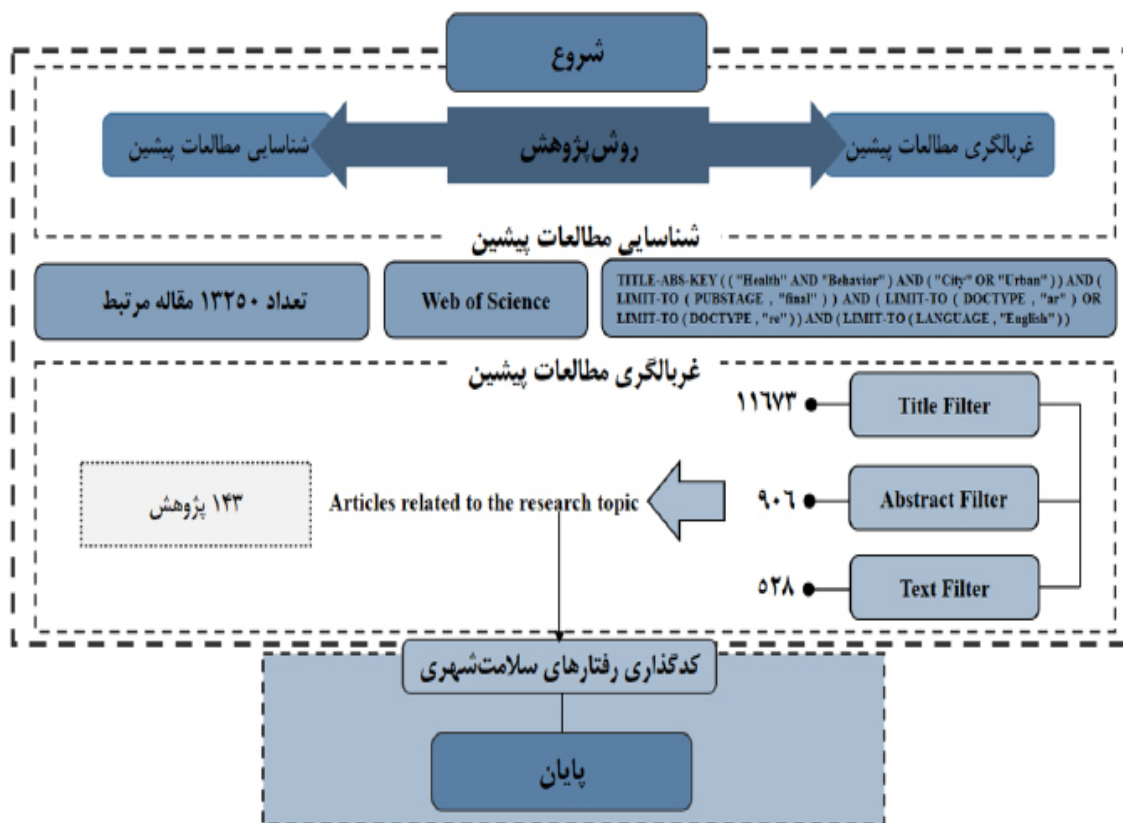 شروع
غربالگری مطالعات پیشین
روش پژوهش
شناسایی مطالعات پیشین
شناسایی مطالعات پیشین
TITLE-ABS-KEY (( "Health" AND "Behavior" ) AND ( "City" OR "Urban" )) AND (
LIMIT-TO ( PUBSTAGE , "final" ) ) AND ( LIMIT-TO ( DOCTYPE , "ar" ) OR
LIMIT-TO ( DOCTYPE , "re" ) ) AND ( LIMIT-TO ( LANGUAGE , "English" ) )
Web of Science
تعداد ۱۳۲۵۰ مقاله مرتبط
غربالگری مطالعات پیشین
Title Filter
١١٦٧٣
Abstract Filter
٩٠٦
Text Filter
٥٢٨
Articles related to the research topic
۱۴۳ پژوهش
کدگذاری رفتارهای سلامت‌شهری
پایان